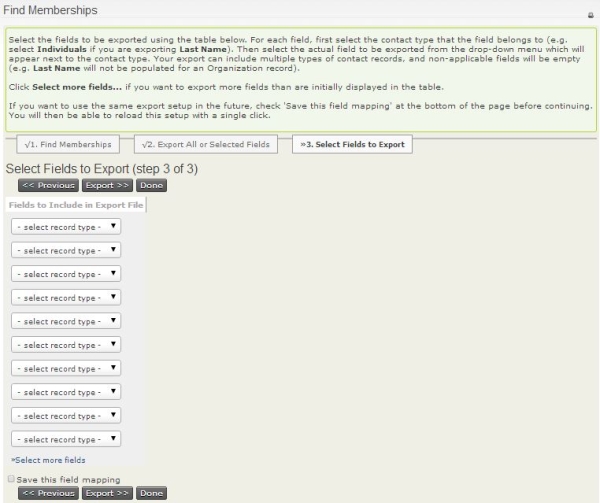 Find Memberships
Select the fields to be exported using the table below. For each field, first select the contact type that the field belongs to (e.g.
select Individuals if you are exporting Last Name). Then select the actual field to be exported from the drop-down menu which will
appear next to the contact type. Your export can include multiple types of contact records, and non-applicable fields will be empty
(e.g. Last Name will not be populated for an Organization record).
Click Select more fields... if you want to export more fields than are initially displayed in the table.
If you want to use the same export setup in the future, check 'Save this field mapping' at the bottom of the page before continuing.
You will then be able to reload this setup with a single click.
√1. Find Memberships √2. Export All or Selected Fields »3. Select Fields to Export
Select Fields to Export (step 3 of 3)
<< Previous Export >> Done
Fields to Include in Export File
- select record type -
- select record type -
- select record type -
- select record type -
- select record type -
- select record type -
- select record type -
- select record type -
- select record type -
- select record type -
»Select more fields
Save this field mapping
<< Previous Export >> Done